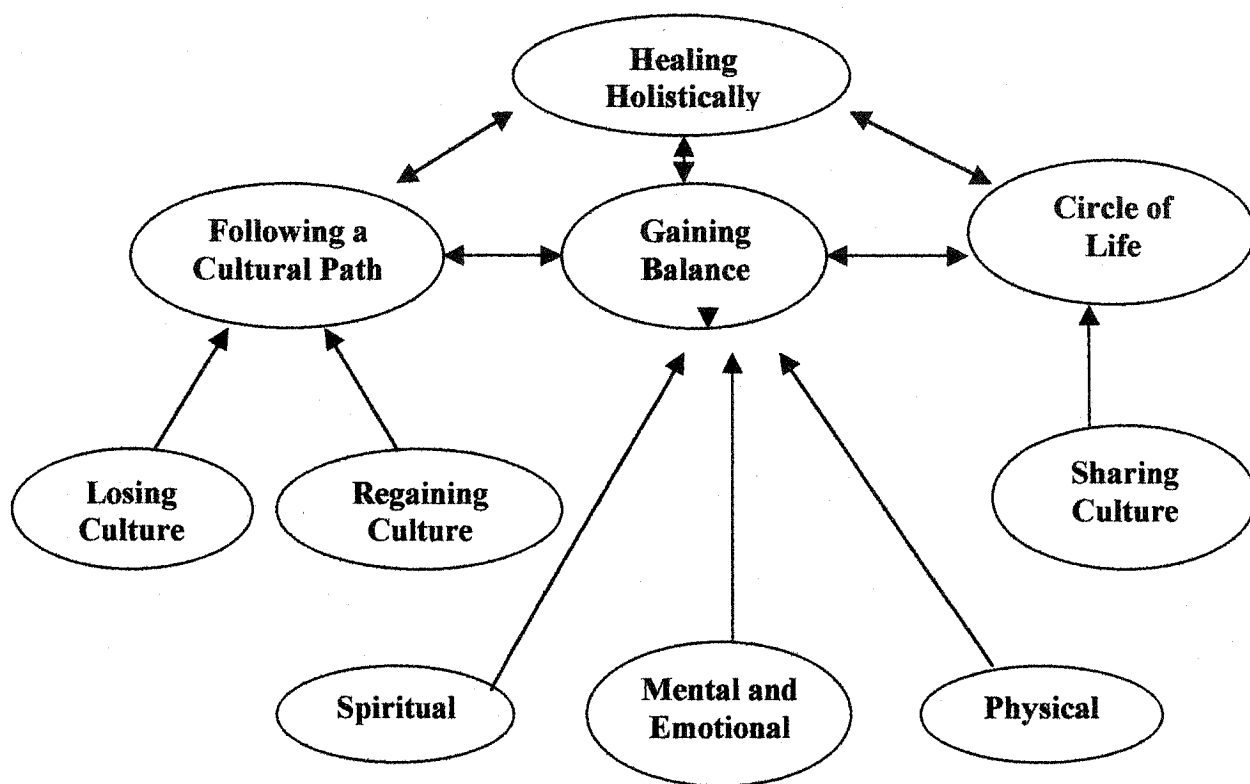 Healing
Holistically
Following a
Cultural Path
Gaining
Balance
Circle of
Life
Losing
Culture
Regaining
Culture
Sharing
Culture
Spiritual
Mental and
Emotional
Physical